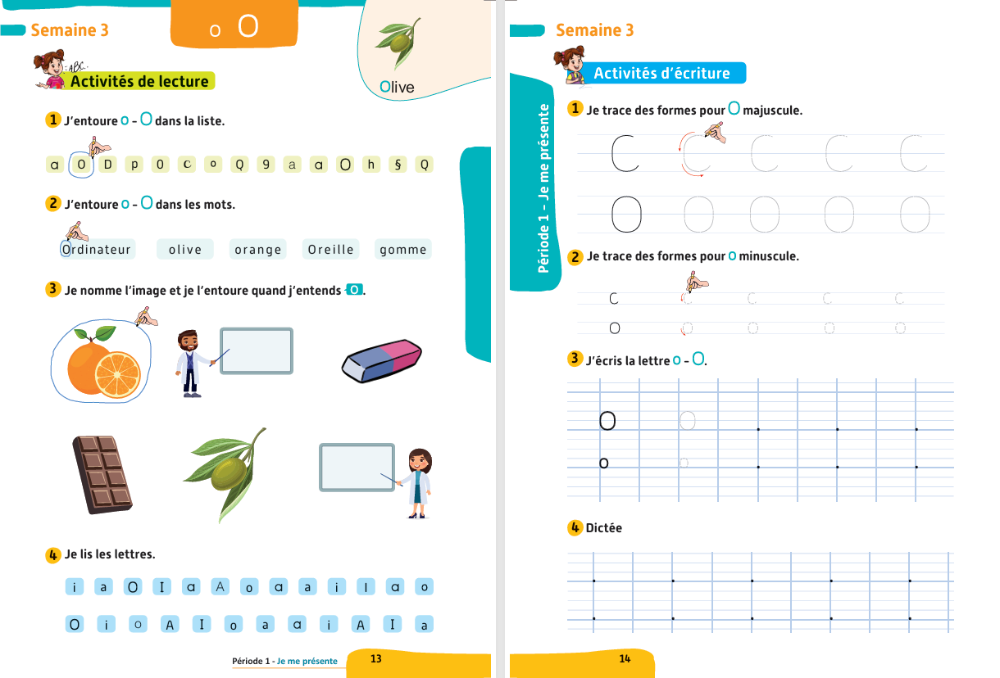 Semaine 3
o O
ABC..
Activités de lecture
Olive
1 J'entoure o - O dans la liste.
a O D p O c o Q 9 a a O h § Q
2 J'entoure o - O dans les mots.
Ordinateur olive orange Oreille gomme
3 Je nomme l'image et je l'entoure quand j'entends o.
4 Je lis les lettres.
i a O I a A o a a i I a o
O i o A I o a a i A I a
Période 1 - Je me présente 13
Semaine 3
Activités d'écriture
Période 1 - Je me présente
1 Je trace des formes pour O majuscule.
C C C C C
O O O O O
2 Je trace des formes pour o minuscule.
c c c c c
o o o o o
3 J'écris la lettre o - O.
O O
o o
4 Dictée
14